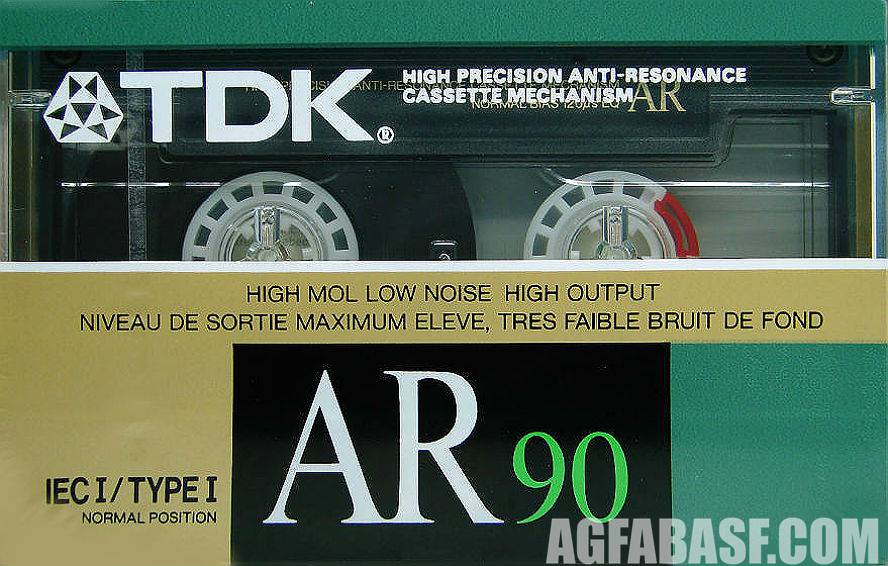 TDK®
HIGH PRECISION ANTI-RESONANCE
CASSETTE MECHANISM
AR
NORMAL BIAS 120µs EQ
HIGH MOL LOW NOISE HIGH OUTPUT
NIVEAU DE SORTIE MAXIMUM ELEVE, TRES FAIBLE BRUIT DE FOND
IEC I / TYPE I
NORMAL POSITION
AR 90
AGFABASF.COM